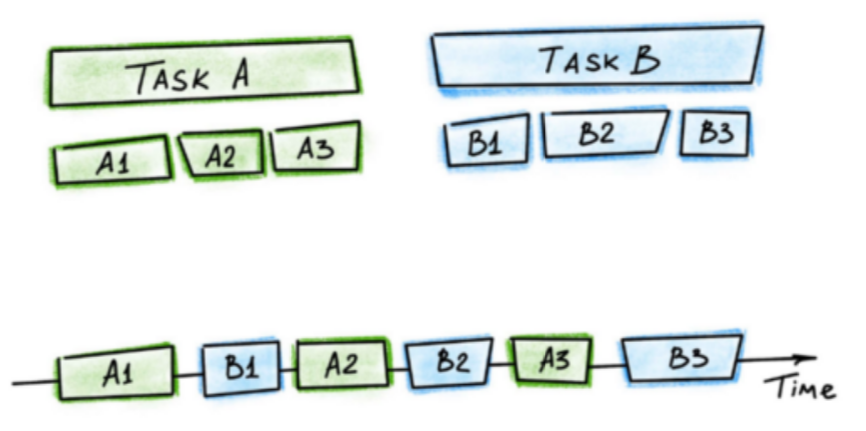 TASK A
TASK B
A1 A2 A3
B1 B2 B3
A1 B1 A2 B2 A3 B3
Time